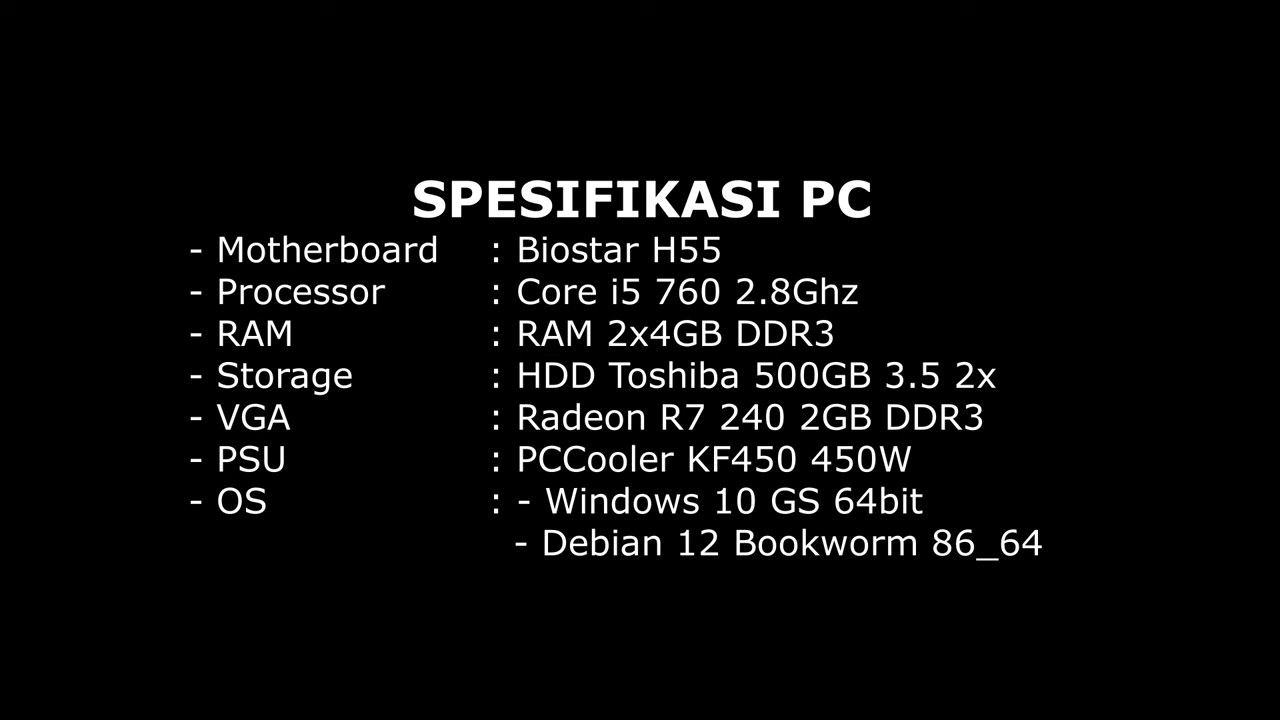 SPESIFIKASI PC
- Motherboard : Biostar H55
- Processor : Core i5 760 2.8Ghz
- RAM : RAM 2x4GB DDR3
- Storage : HDD Toshiba 500GB 3.5 2x
- VGA : Radeon R7 240 2GB DDR3
- PSU : PCCooler KF450 450W
- OS : - Windows 10 GS 64bit
- Debian 12 Bookworm 86_64